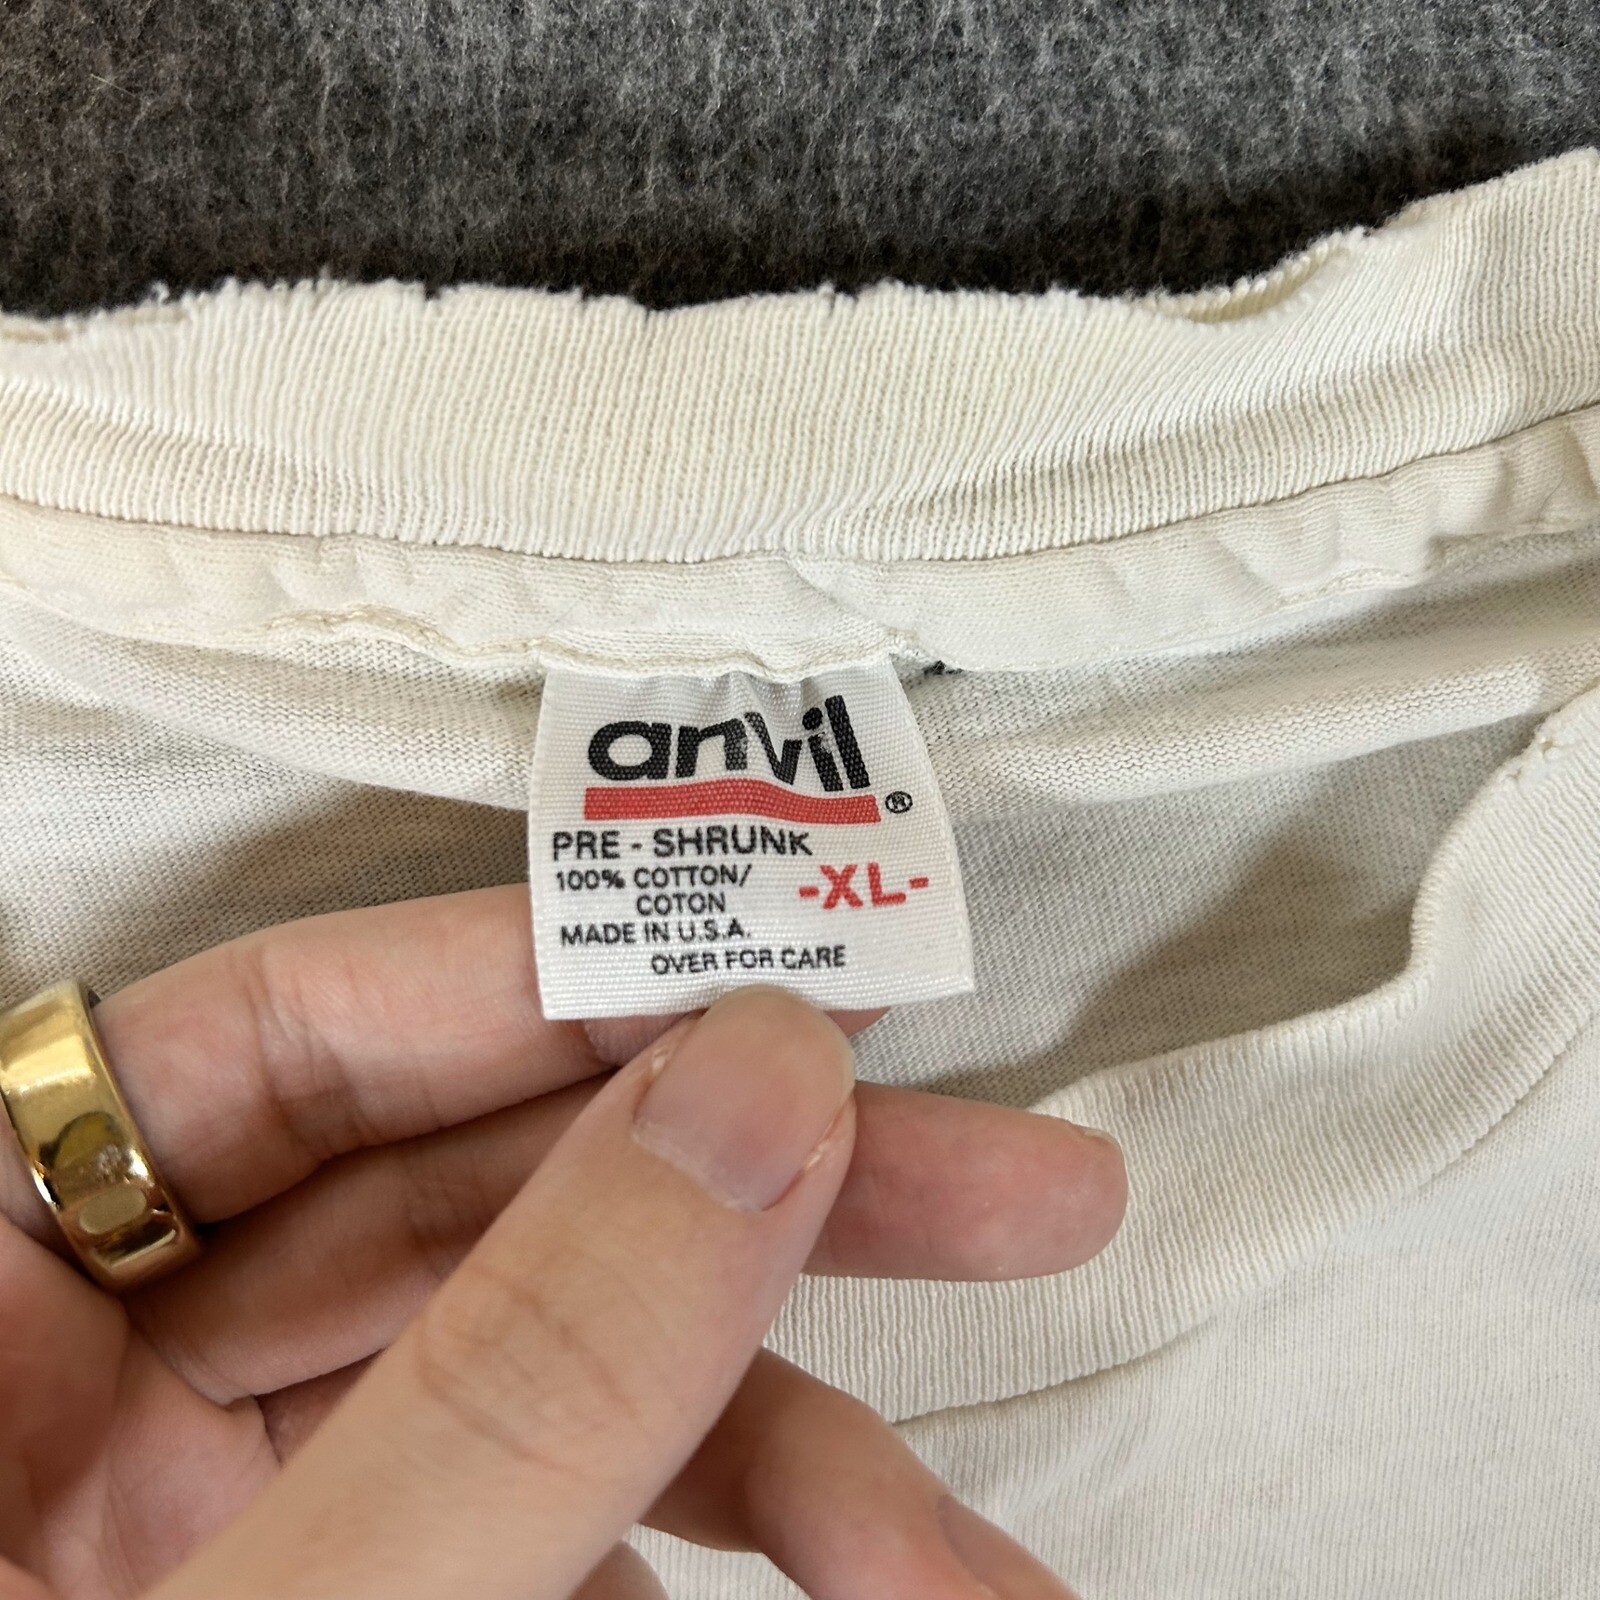 anvil®
PRE - SHRUNK
100% COTTON/
COTON
-XL-
MADE IN U.S.A.
OVER FOR CARE